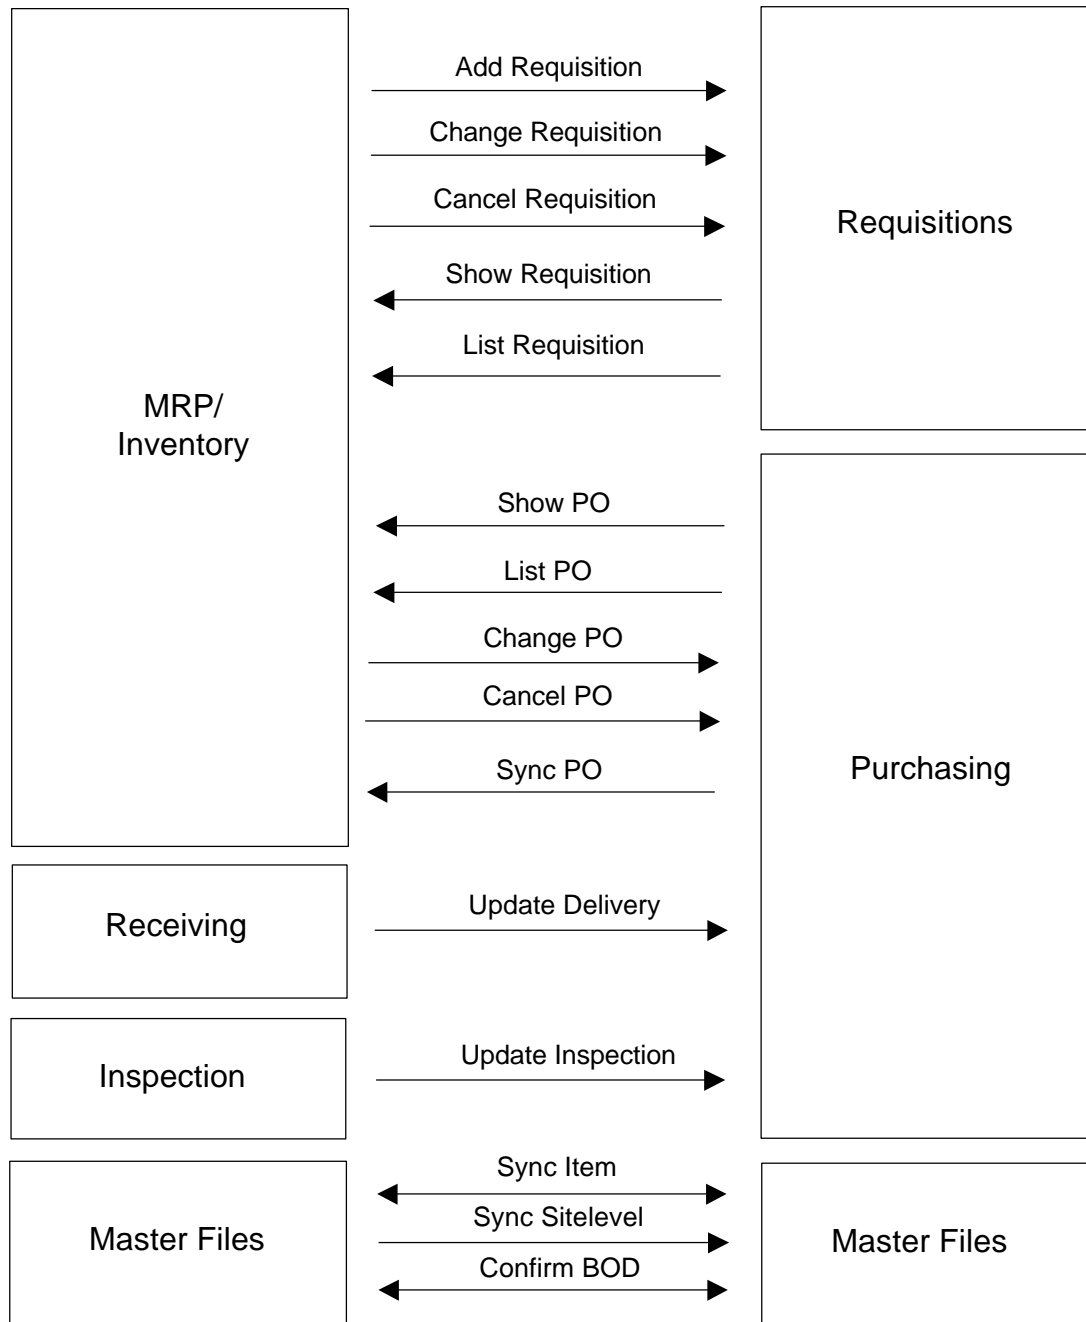 Add Requisition
Change Requisition
Cancel Requisition
Requisitions
Show Requisition
List Requisition
MRP/
Inventory
Show PO
List PO
Change PO
Cancel PO
Sync PO
Purchasing
Receiving
Update Delivery
Inspection
Update Inspection
Master Files
Sync Item
Sync Sitelevel
Confirm BOD
Master Files